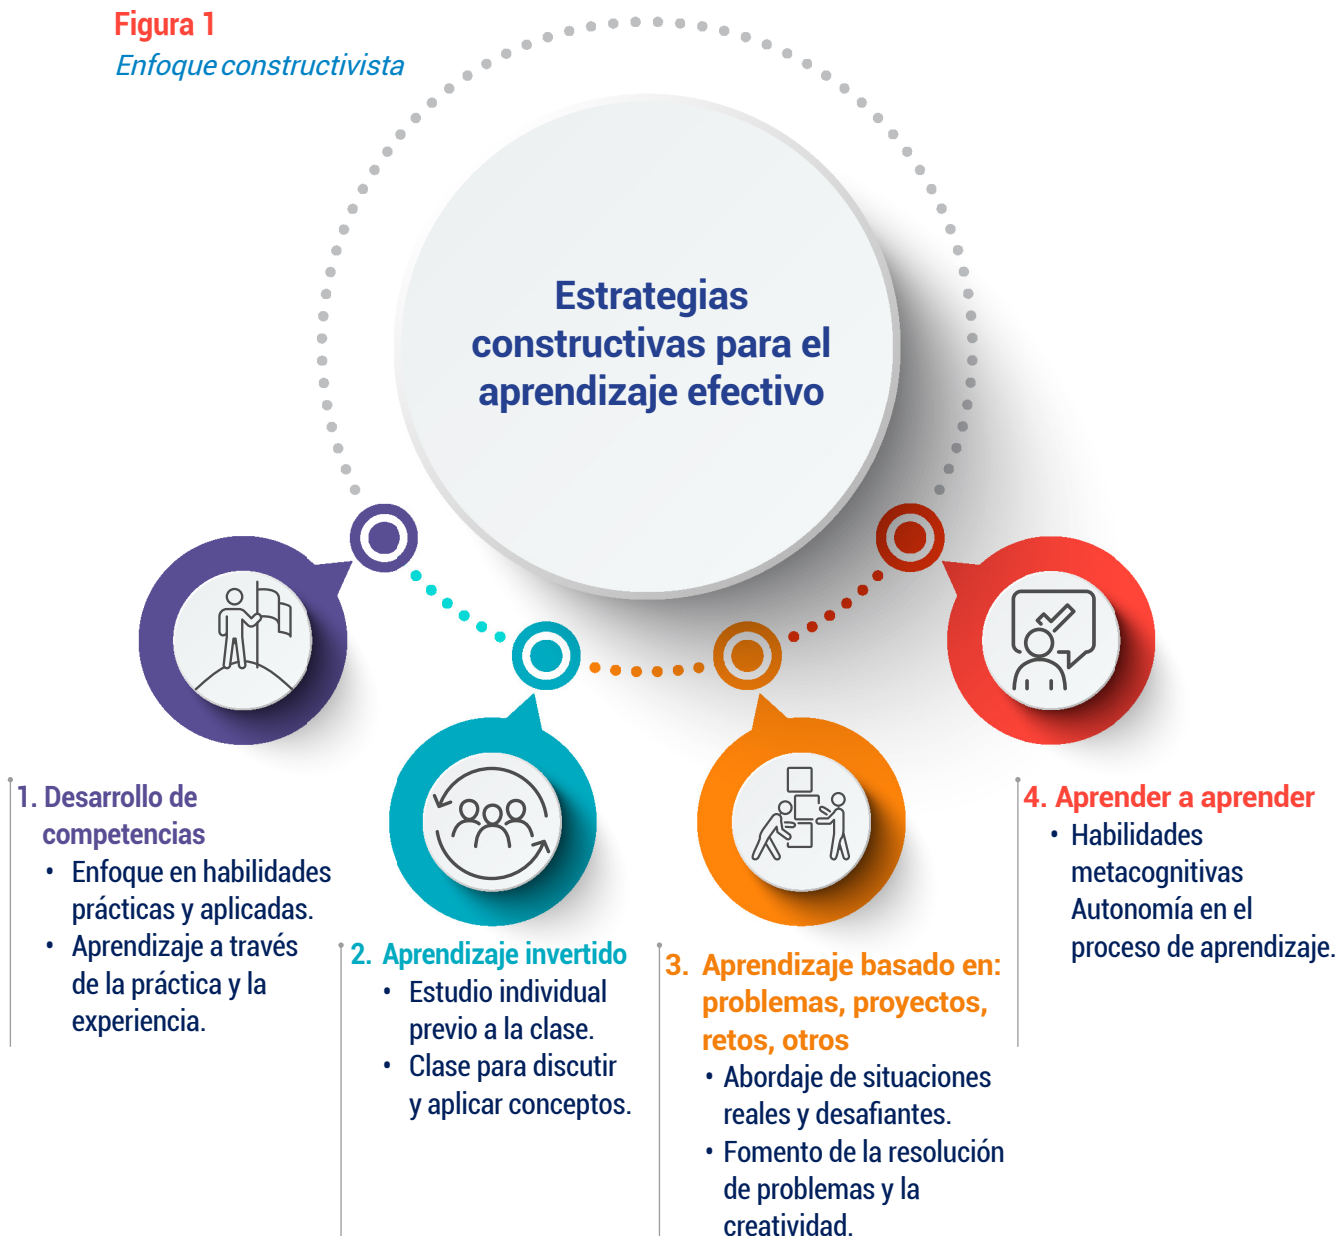 Figura 1
Enfoque constructivista
Estrategias
constructivas para el
aprendizaje efectivo
1. Desarrollo de
competencias
• Enfoque en habilidades
prácticas y aplicadas.
• Aprendizaje a través
de la práctica y la
experiencia.
2. Aprendizaje invertido
• Estudio individual
previo a la clase.
• Clase para discutir
y aplicar conceptos.
3. Aprendizaje basado en:
problemas, proyectos,
retos, otros
• Abordaje de situaciones
reales y desafiantes.
• Fomento de la resolución
de problemas y la
creatividad.
4. Aprender a aprender
• Habilidades
metacognitivas
Autonomía en el
proceso de aprendizaje.